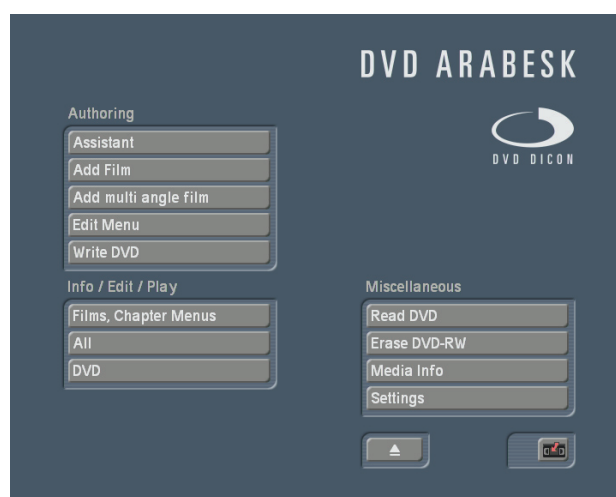 DVD ARABESK
DVD DICON
Authoring
Assistant
Add Film
Add multi angle film
Edit Menu
Write DVD
Info / Edit / Play
Films, Chapter Menus
All
DVD
Miscellaneous
Read DVD
Erase DVD-RW
Media Info
Settings